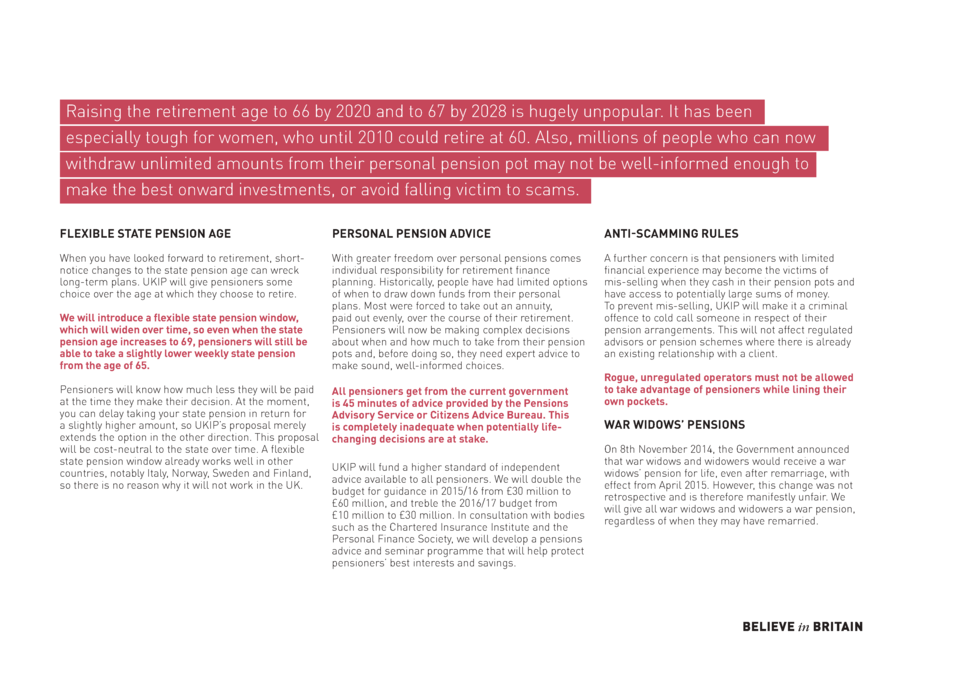 Raising the retirement age to 66 by 2020 and to 67 by 2028 is hugely unpopular. It has been
especially tough for women, who until 2010 could retire at 60. Also, millions of people who can now
withdraw unlimited amounts from their personal pension pot may not be well-informed enough to
make the best onward investments, or avoid falling victim to scams.
FLEXIBLE STATE PENSION AGE
When you have looked forward to retirement, short-
notice changes to the state pension age can wreck
long-term plans. UKIP will give pensioners some
choice over the age at which they choose to retire.
We will introduce a flexible state pension window,
which will widen over time, so even when the state
pension age increases to 69, pensioners will still be
able to take a slightly lower weekly state pension
from the age of 65.
Pensioners will know how much less they will be paid
at the time they make their decision. At the moment,
you can delay taking your state pension in return for
a slightly higher amount, so UKIP's proposal merely
extends the option in the other direction. This proposal
will be cost-neutral to the state over time. A flexible
state pension window already works well in other
countries, notably Italy, Norway, Sweden and Finland,
so there is no reason why it will not work in the UK.
PERSONAL PENSION ADVICE
With greater freedom over personal pensions comes
individual responsibility for retirement finance
planning. Historically, people have had limited options
of when to draw down funds from their personal
plans. Most were forced to take out an annuity,
paid out evenly, over the course of their retirement.
Pensioners will now be making complex decisions
about when and how much to take from their pension
pots and, before doing so, they need expert advice to
make sound, well-informed choices.
All pensioners get from the current government
is 45 minutes of advice provided by the Pensions
Advisory Service or Citizens Advice Bureau. This
is completely inadequate when potentially life-
changing decisions are at stake.
UKIP will fund a higher standard of independent
advice available to all pensioners. We will double the
budget for guidance in 2015/16 from £30 million to
£60 million, and treble the 2016/17 budget from
£10 million to £30 million. In consultation with bodies
such as the Chartered Insurance Institute and the
Personal Finance Society, we will develop a pensions
advice and seminar programme that will help protect
pensioners' best interests and savings.
ANTI-SCAMMING RULES
A further concern is that pensioners with limited
financial experience may become the victims of
mis-selling when they cash in their pension pots and
have access to potentially large sums of money.
To prevent mis-selling, UKIP will make it a criminal
offence to cold call someone in respect of their
pension arrangements. This will not affect regulated
advisors or pension schemes where there is already
an existing relationship with a client.
Rogue, unregulated operators must not be allowed
to take advantage of pensioners while lining their
own pockets.
WAR WIDOWS' PENSIONS
On 8th November 2014, the Government announced
that war widows and widowers would receive a war
widows' pension for life, even after remarriage, with
effect from April 2015. However, this change was not
retrospective and is therefore manifestly unfair. We
will give all war widows and widowers a war pension,
regardless of when they may have remarried.
BELIEVE in BRITAIN